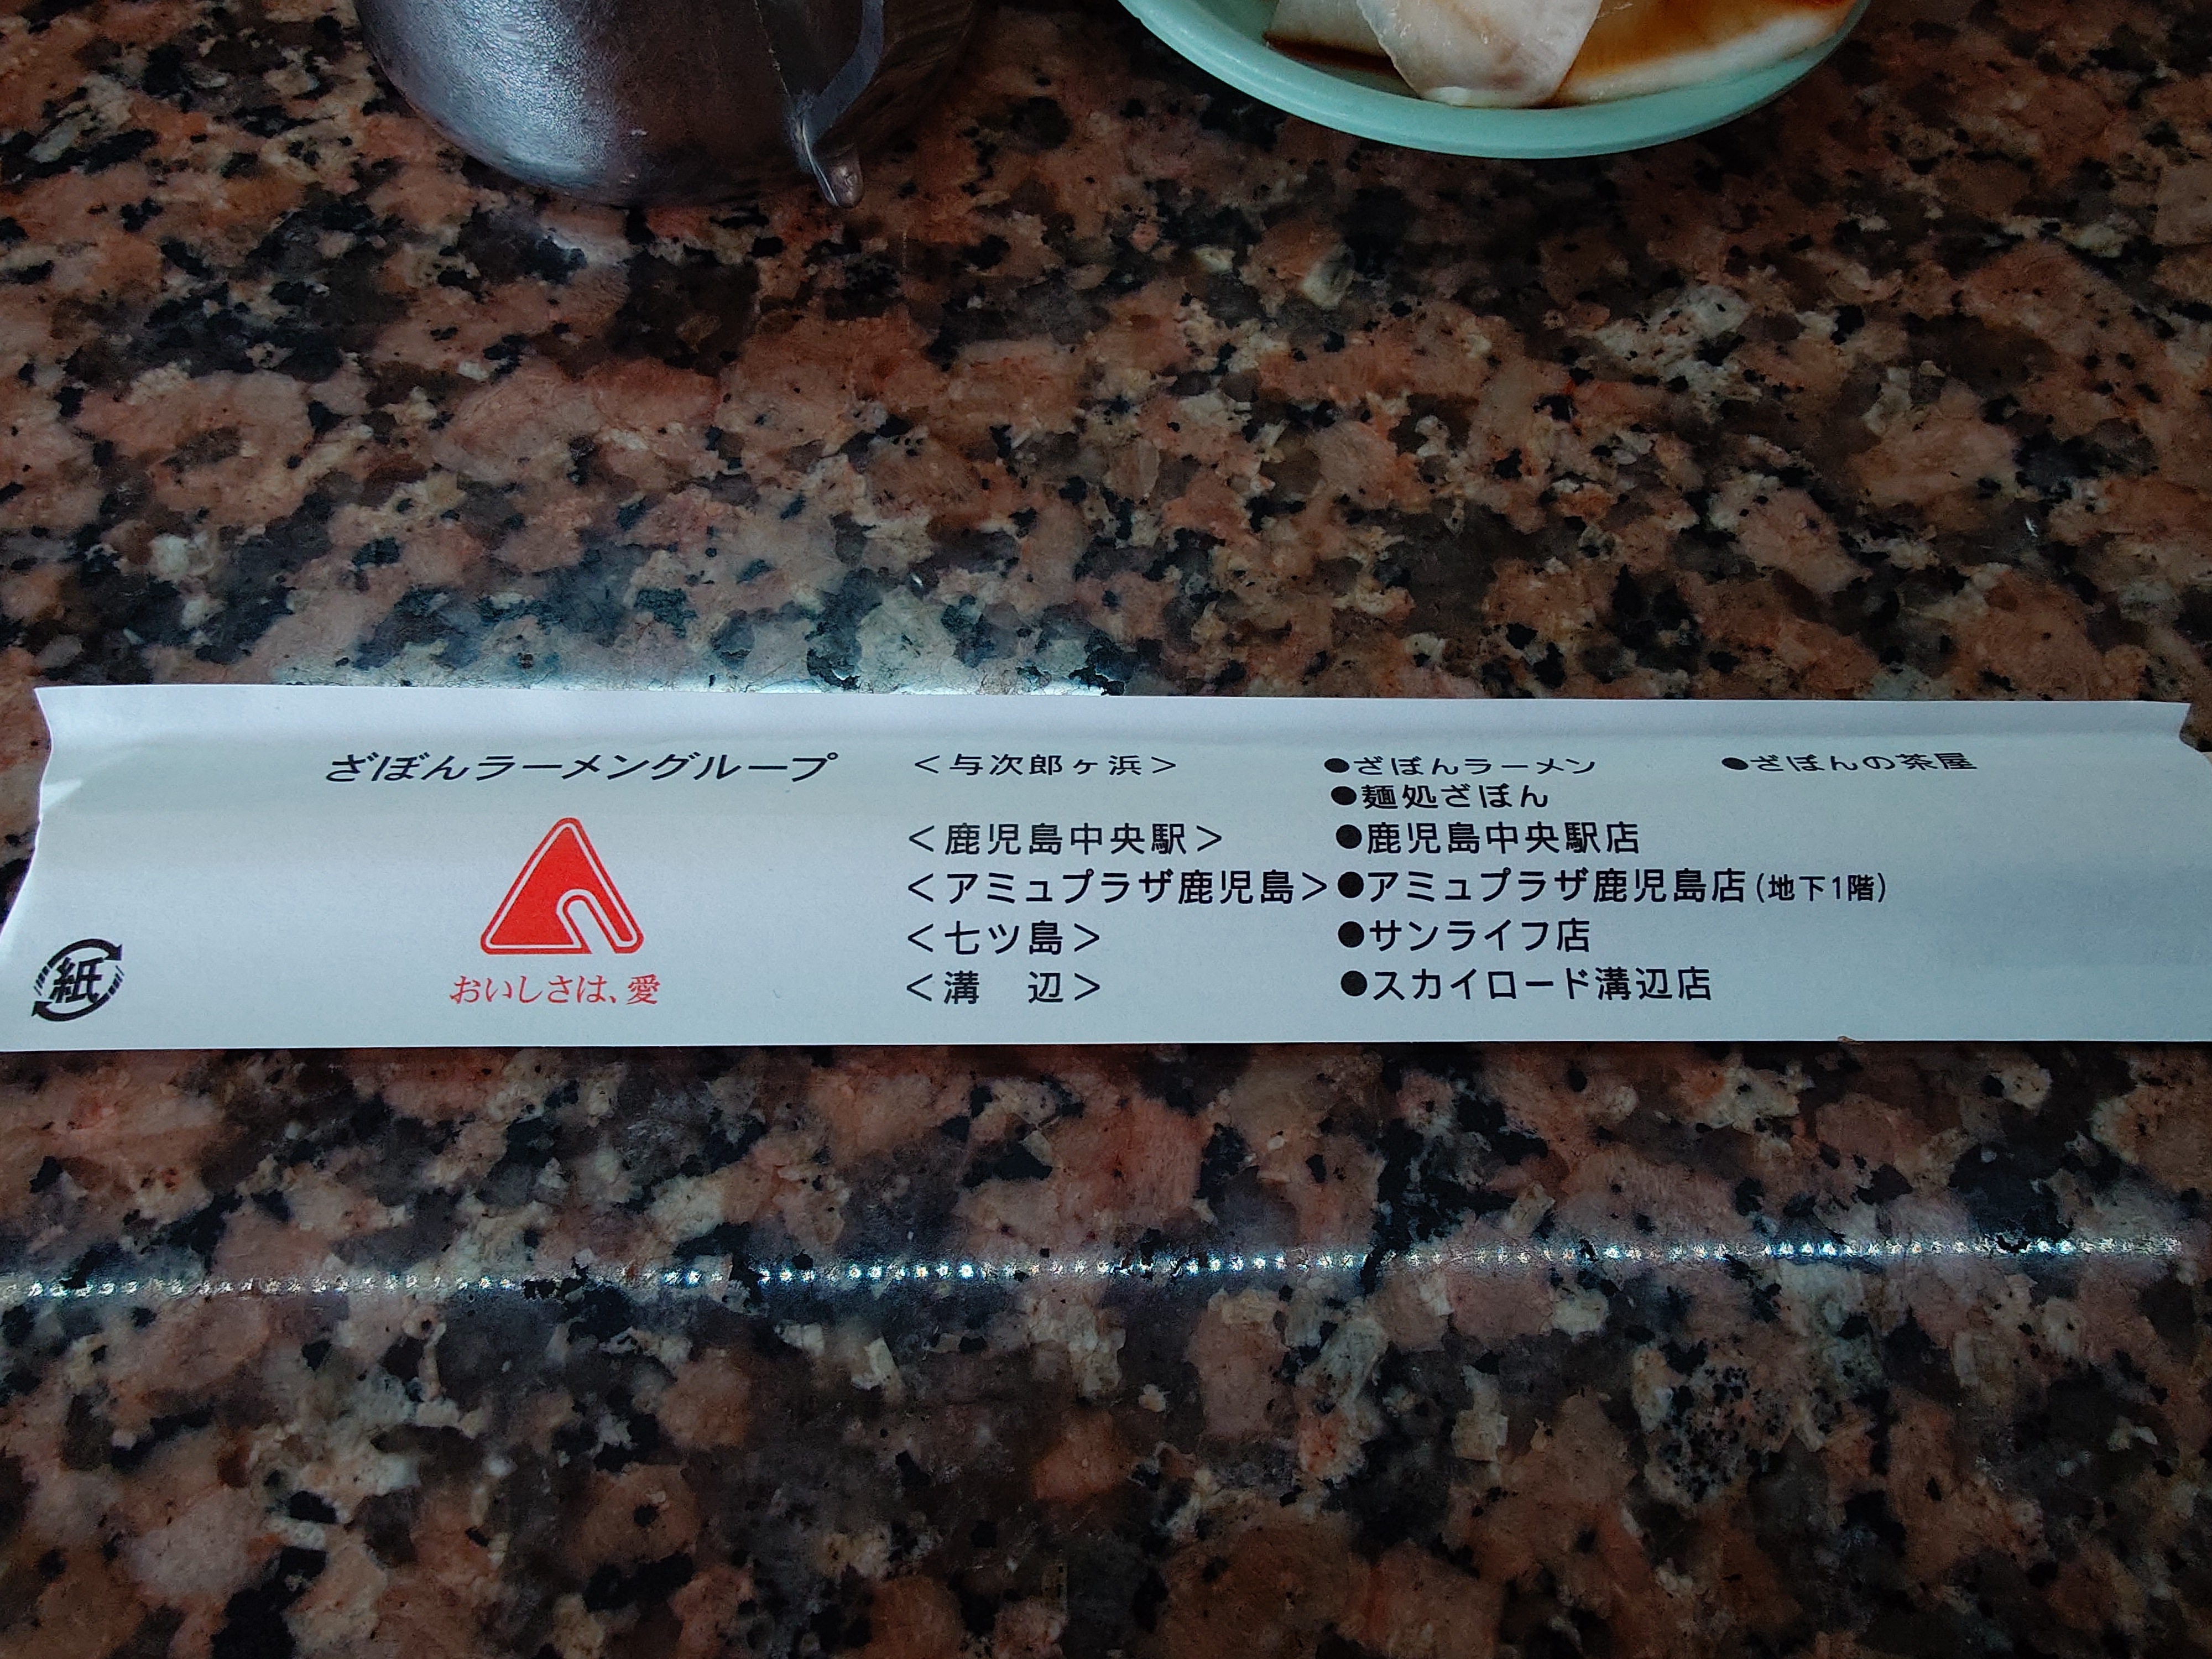 ざぼんラーメングループ
おいしさは、愛
紙
＜与次郎ヶ浜＞ ●ざぼんラーメン ●ざぼんの茶屋
●麺処ざぼん
＜鹿児島中央駅＞ ●鹿児島中央駅店
＜アミュプラザ鹿児島＞●アミュプラザ鹿児島店(地下1階)
＜七ツ島＞ ●サンライフ店
＜溝　辺＞ ●スカイロード溝辺店